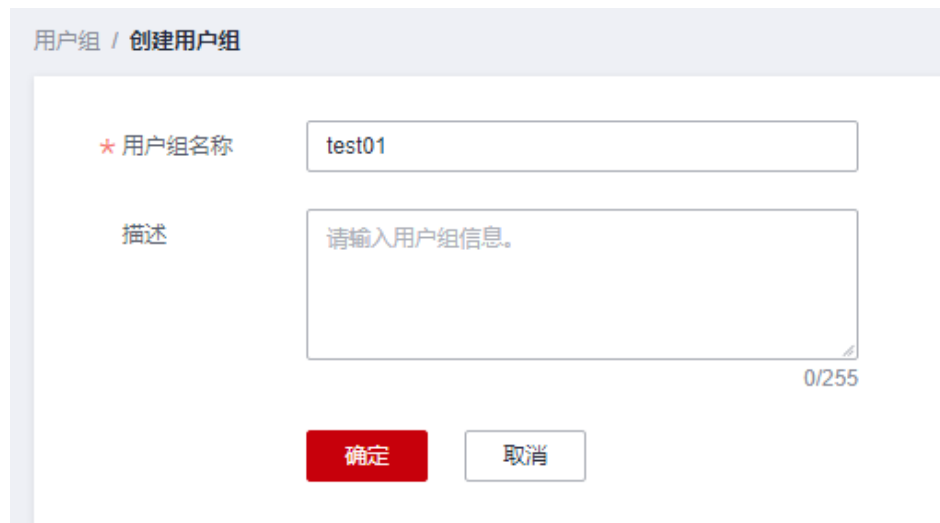 用户组 / 创建用户组
* 用户组名称 test01
描述 请输入用户组信息。
0/255
确定 取消